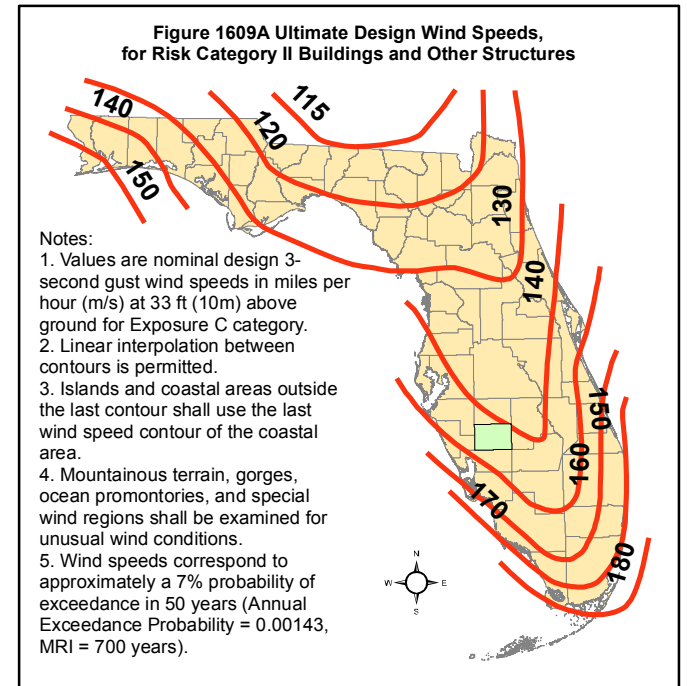 Figure 1609A Ultimate Design Wind Speeds,
for Risk Category II Buildings and Other Structures
115
140
120
150
130
Notes:
1. Values are nominal design 3-
second gust wind speeds in miles per
hour (m/s) at 33 ft (10m) above
ground for Exposure C category.
2. Linear interpolation between
contours is permitted.
3. Islands and coastal areas outside
the last contour shall use the last
wind speed contour of the coastal
area.
4. Mountainous terrain, gorges,
ocean promontories, and special
wind regions shall be examined for
unusual wind conditions.
5. Wind speeds correspond to
approximately a 7% probability of
exceedance in 50 years (Annual
Exceedance Probability = 0.00143,
MRI = 700 years).
140
150
160
170
180
N
W E
S